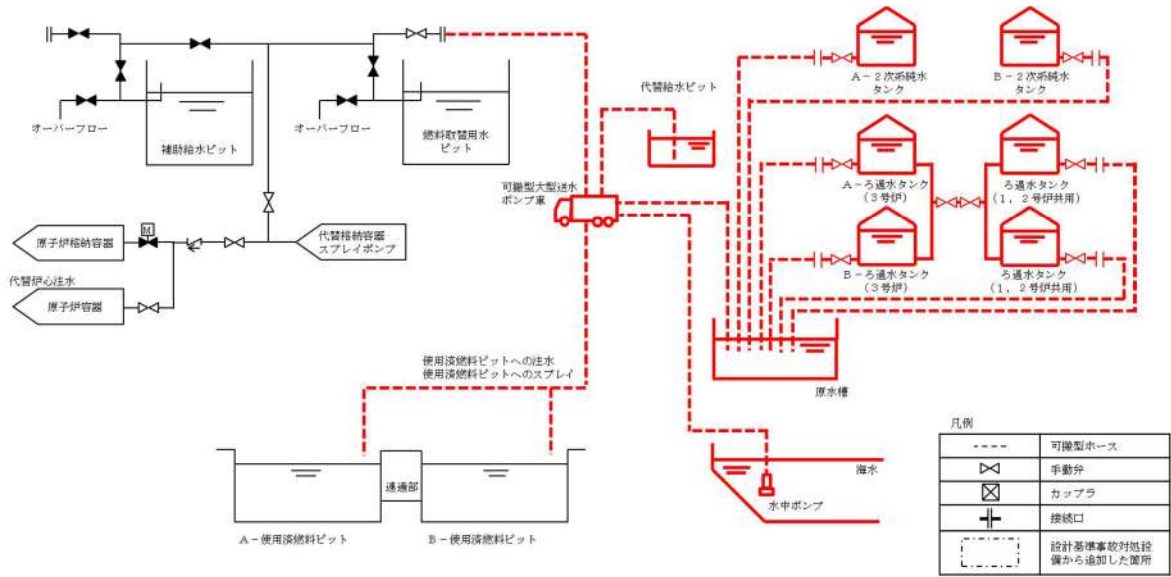 オーバーフロー
補助給水ピット
オーバーフロー
燃料取替用水
ピット
M
原子炉格納容器
代替炉心注水
原子炉容器
代替格納容器
スプレイポンプ
可搬型大型送水
ポンプ車
代替給水ピット
A-2次系純水
タンク
B-2次系純水
タンク
A-ろ過水タンク
(3号炉)
ろ過水タンク
(1,2号炉共用)
B-ろ過水タンク
(3号炉)
ろ過水タンク
(1,2号炉共用)
原水槽
使用済燃料ピットへの注水
使用済燃料ピットへのスプレイ
連通部
A-使用済燃料ピット
B-使用済燃料ピット
海水
水中ポンプ
凡例
可搬型ホース
手動弁
カップラ
接続口
設計基準事故対処設
備から追加した箇所